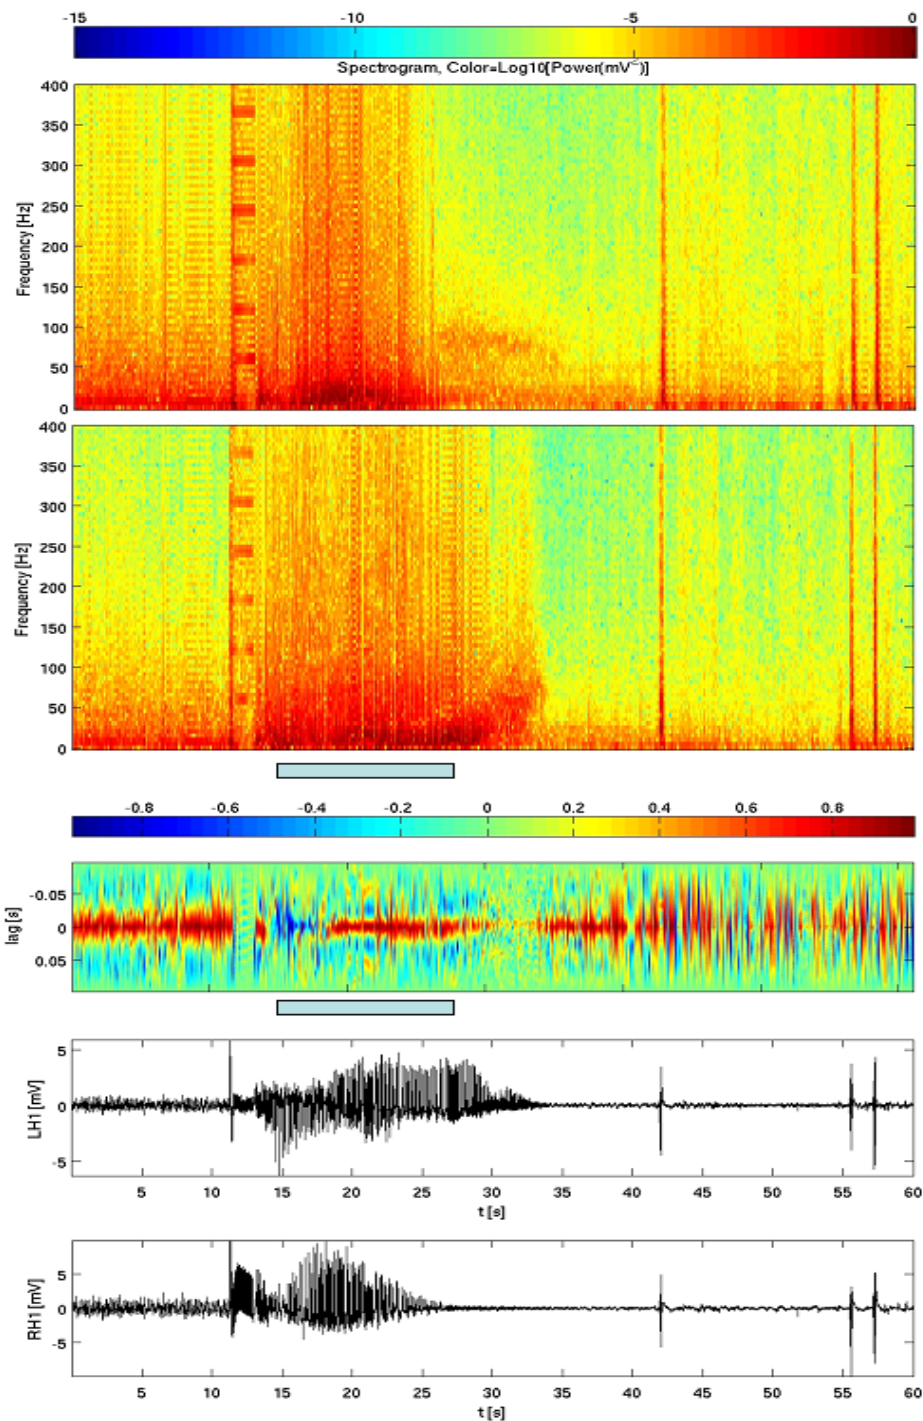 -15 -10 -5 0
Spectrogram, Color=Log10[Power(mV²)]
400
350
300
250
200
150
100
50
0
Frequency [Hz]
400
350
300
250
200
150
100
50
0
Frequency [Hz]
-0.8 -0.6 -0.4 -0.2 0 0.2 0.4 0.6 0.8
-0.05
0
0.05
lag [s]
5
0
-5
LH1 [mV]
5 10 15 20 25 30 35 40 45 50 55 60
t [s]
5
0
-5
RH1 [mV]
5 10 15 20 25 30 35 40 45 50 55 60
t [s]